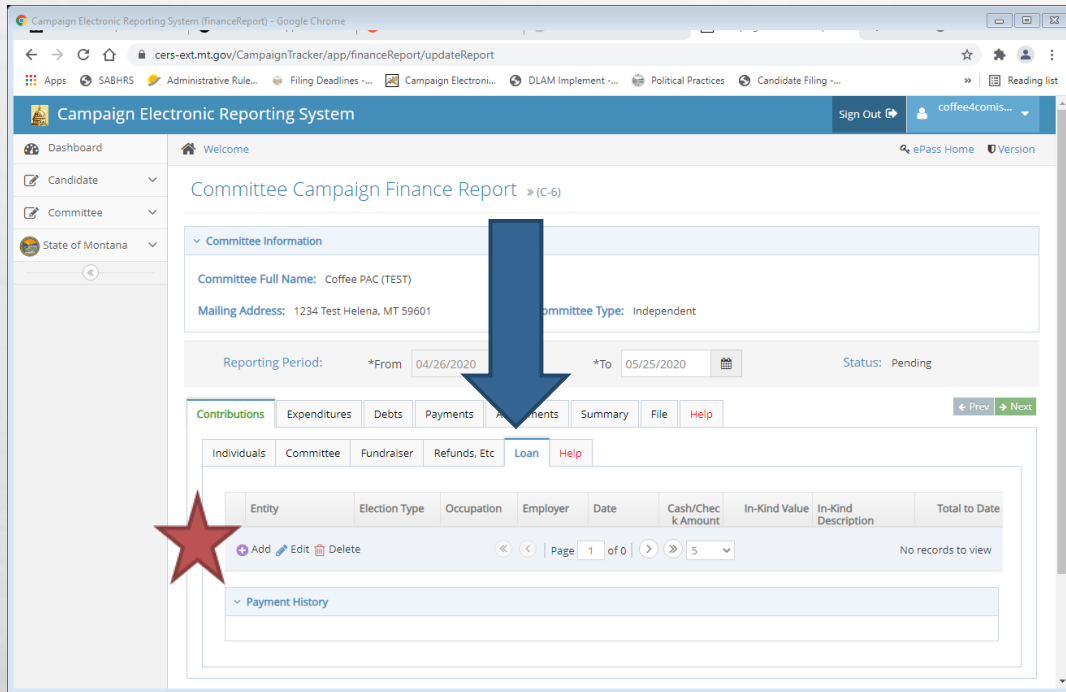 Campaign Electronic Reporting System (financeReport) - Google Chrome
cers-ext.mt.gov/CampaignTracker/app/financeReport/updateReport
Apps SABHRS Administrative Rule... Filing Deadlines -... Campaign Electroni... DLAM Implement -... Political Practices Candidate Filing -... » Reading list
Campaign Electronic Reporting System Sign Out coffee4comis...
Dashboard Welcome ePass Home Version
Candidate
Committee Campaign Finance Report » (C-6)
Committee
State of Montana
Committee Information
Committee Full Name: Coffee PAC (TEST)
Mailing Address: 1234 Test Helena, MT 59601 ommittee Type: Independent
Reporting Period: *From 04/26/2020 *To 05/25/2020 Status: Pending
Contributions Expenditures Debts Payments A ments Summary File Help Prev Next
Individuals Committee Fundraiser Refunds, Etc Loan Help
Entity Election Type Occupation Employer Date Cash/Chec In-Kind Value In-Kind Total to Date
k Amount Description
Add Edit Delete Page 1 of 0 5 No records to view
Payment History